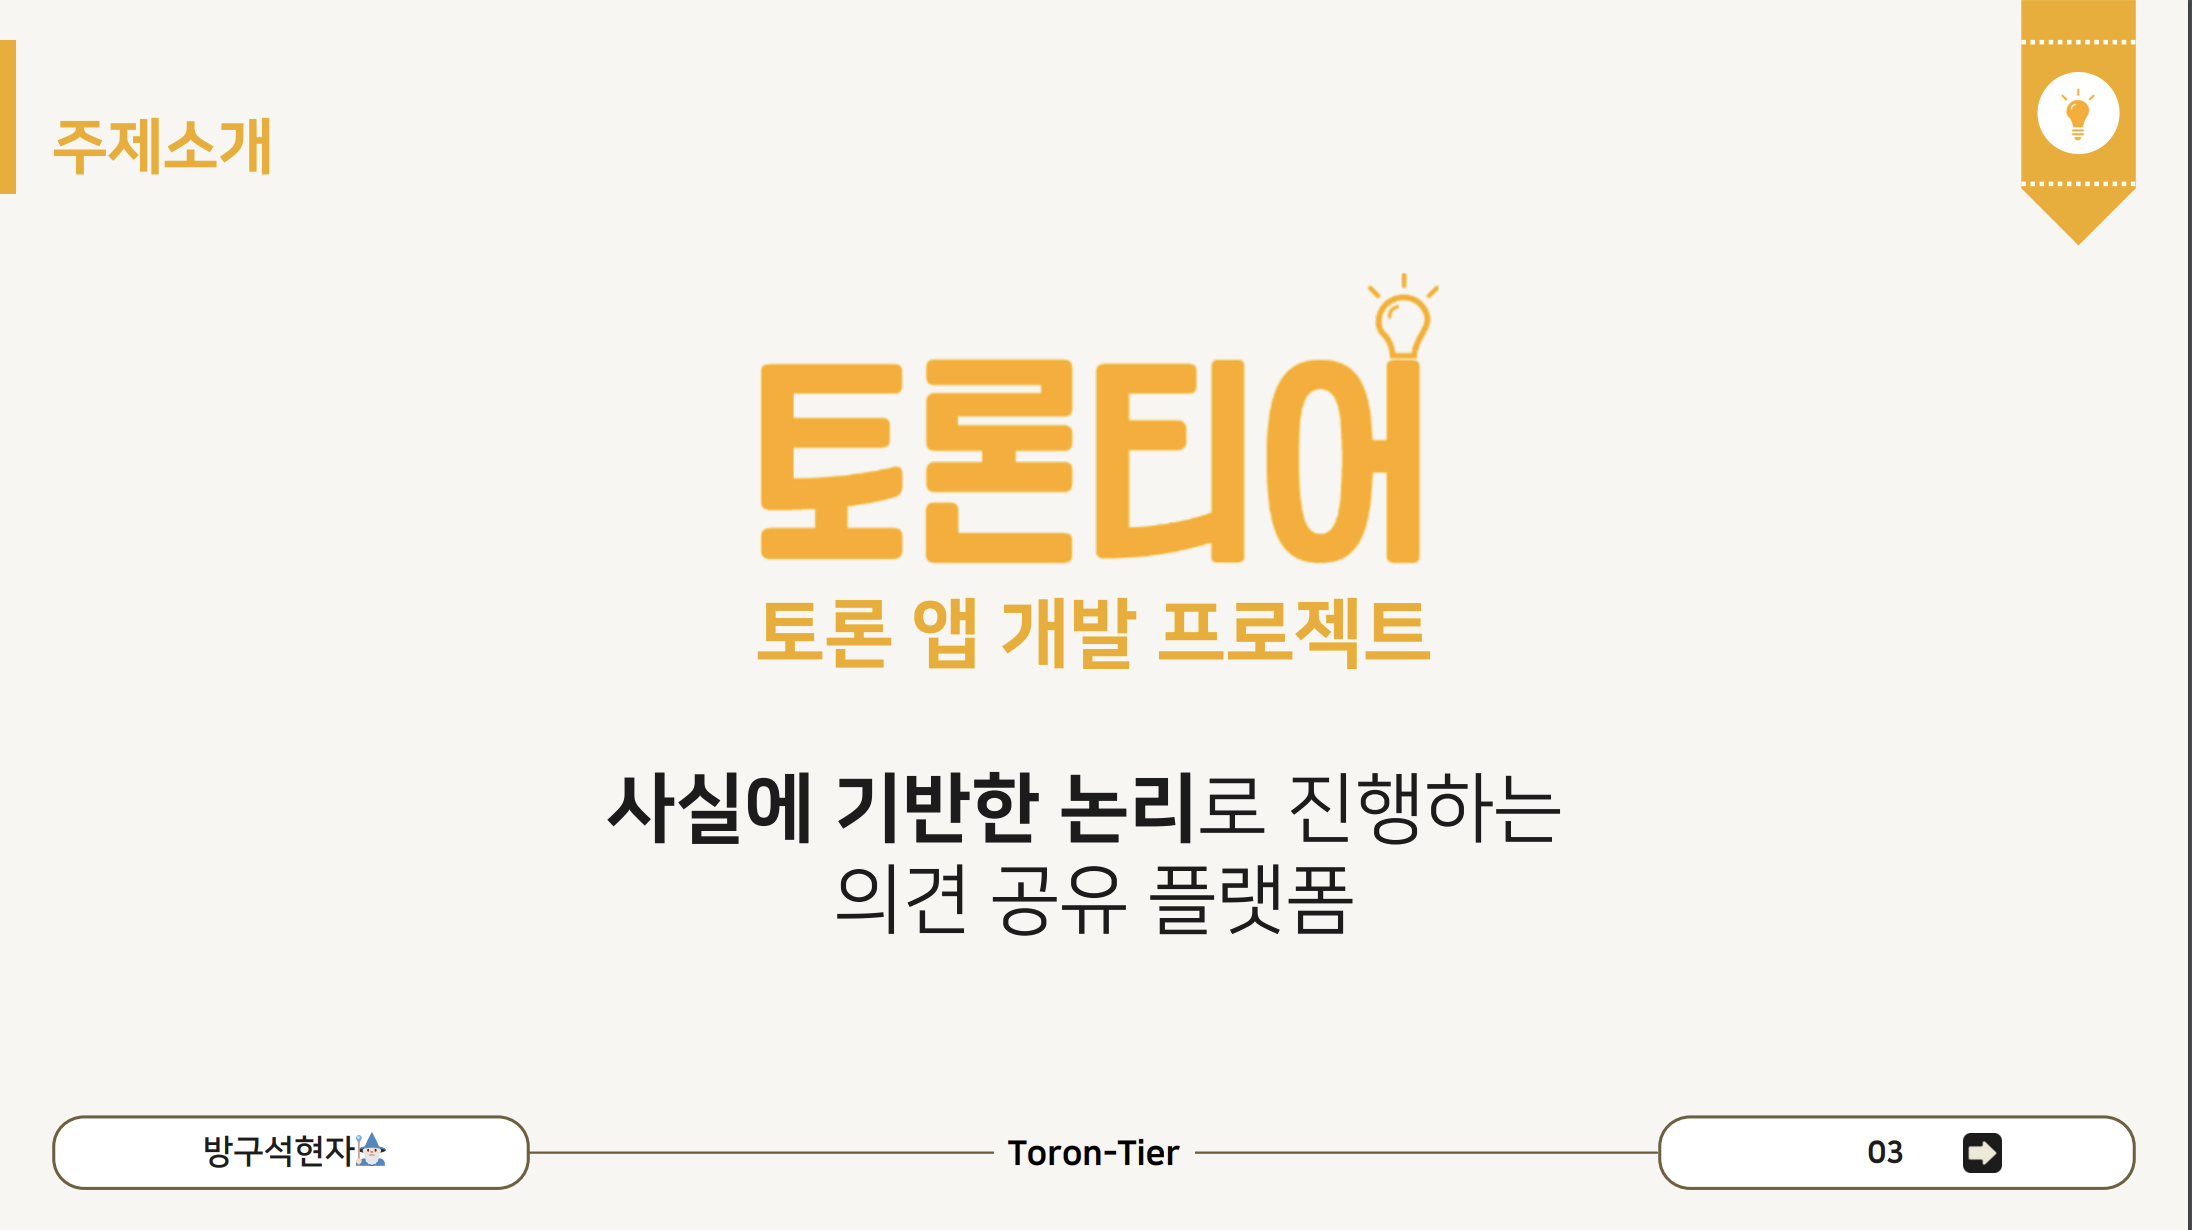 주제소개
토론티어
토론 앱 개발 프로젝트
사실에 기반한 논리로 진행하는
의견 공유 플랫폼
방구석현자🧙‍♂️
Toron-Tier
03